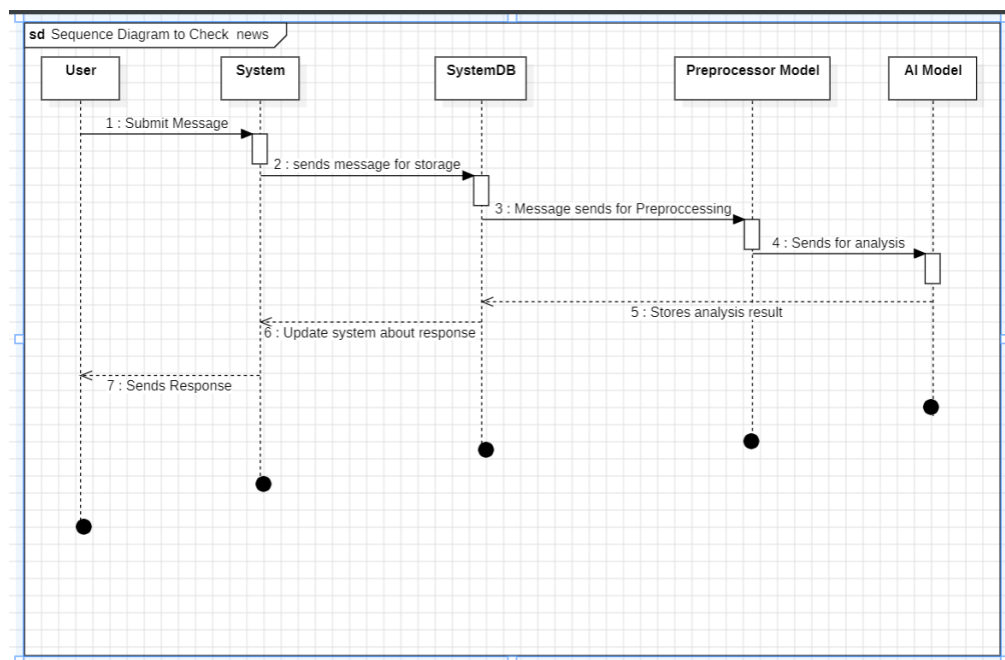 sd Sequence Diagram to Check news
User
System
SystemDB
Preprocessor Model
AI Model
1 : Submit Message
2 : sends message for storage
3 : Message sends for Preproccessing
4 : Sends for analysis
5 : Stores analysis result
6 : Update system about response
7 : Sends Response